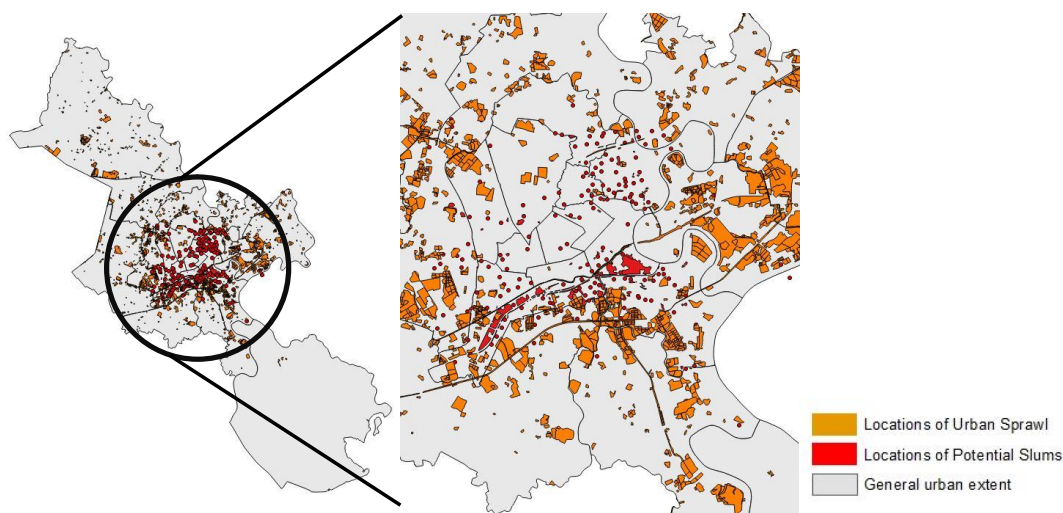 Locations of Urban Sprawl
Locations of Potential Slums
General urban extent